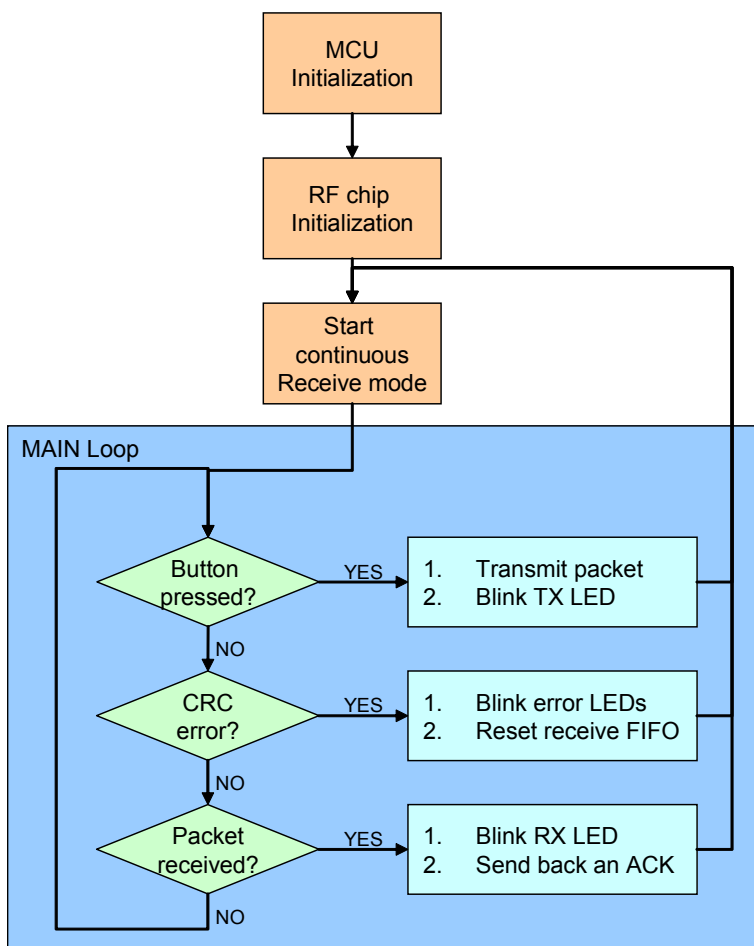 MCU
Initialization
RF chip
Initialization
Start
continuous
Receive mode
MAIN Loop
Button
pressed?
YES
1. Transmit packet
2. Blink TX LED
NO
CRC
error?
YES
1. Blink error LEDs
2. Reset receive FIFO
NO
Packet
received?
YES
1. Blink RX LED
2. Send back an ACK
NO